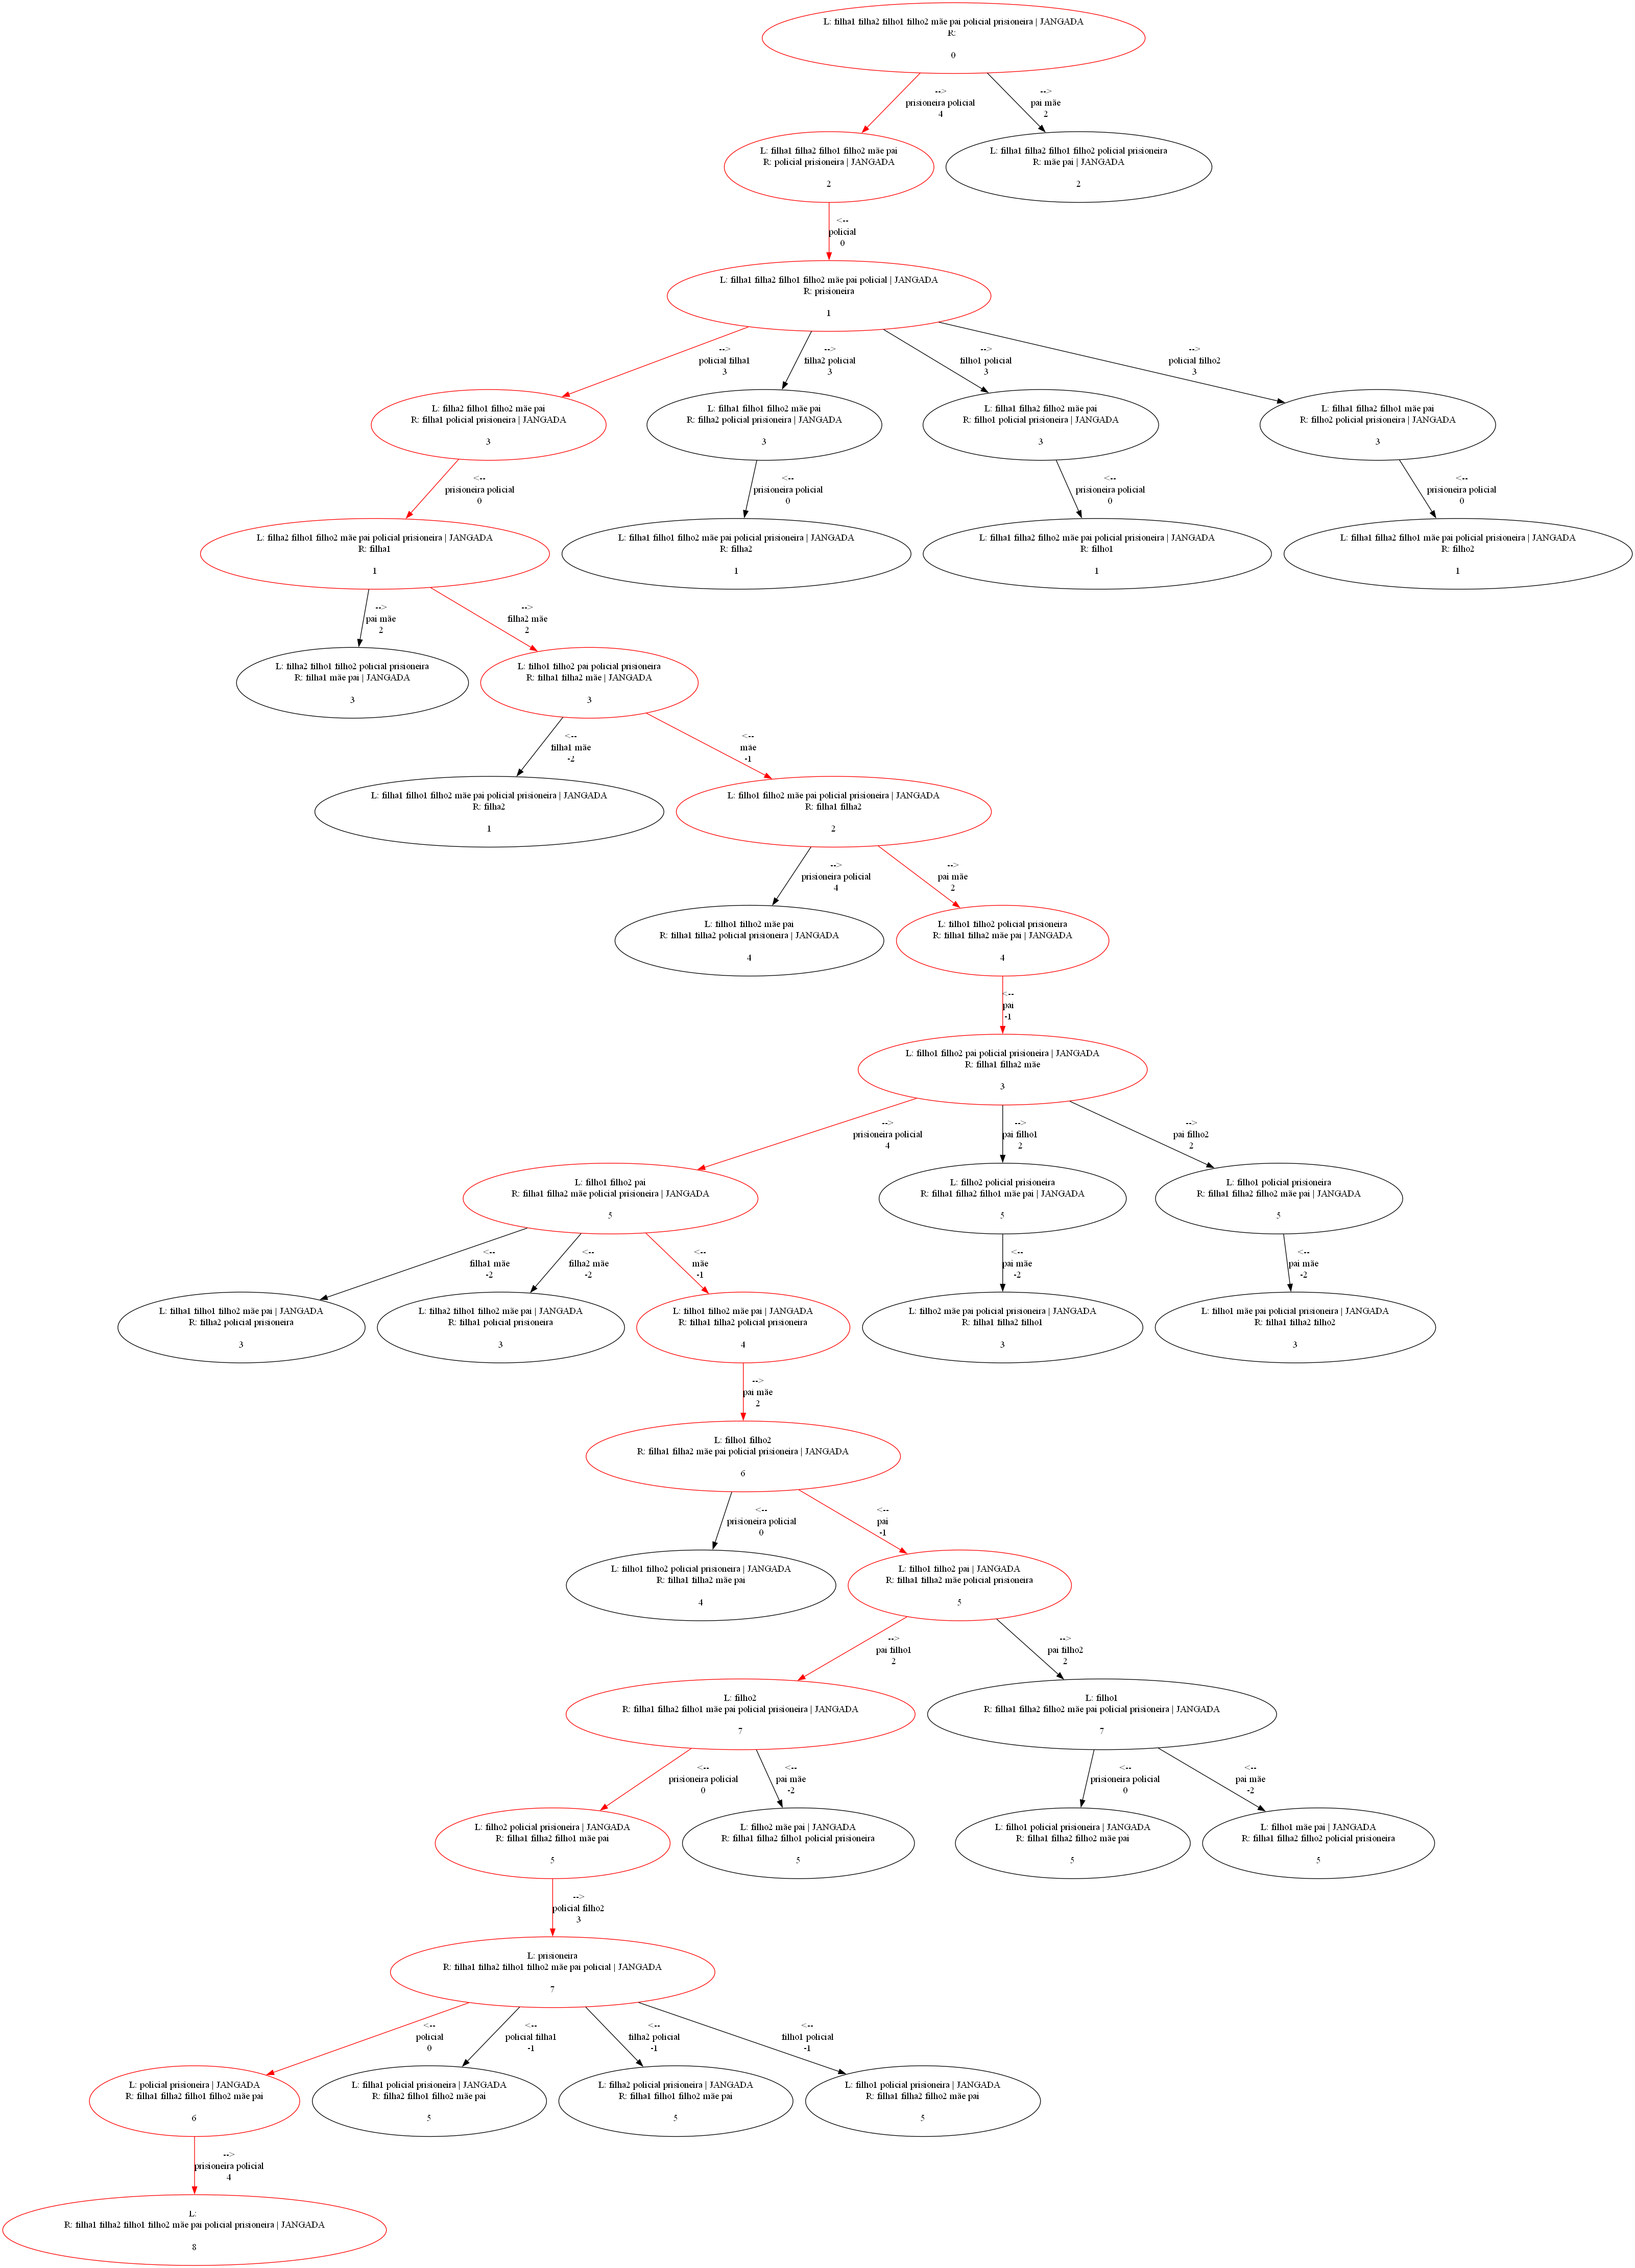 L: filha1 filha2 filho1 filho2 mãe pai policial prisioneira | JANGADA
R:
0
-->
prisioneira policial
4
-->
pai mãe
2
L: filha1 filha2 filho1 filho2 mãe pai
R: policial prisioneira | JANGADA
2
L: filha1 filha2 filho1 filho2 policial prisioneira
R: mãe pai | JANGADA
2
<--
policial
0
L: filha1 filha2 filho1 filho2 mãe pai policial | JANGADA
R: prisioneira
1
-->
policial filha1
3
-->
filha2 policial
3
-->
filho1 policial
3
-->
policial filho2
3
L: filha2 filho1 filho2 mãe pai
R: filha1 policial prisioneira | JANGADA
3
L: filha1 filho1 filho2 mãe pai
R: filha2 policial prisioneira | JANGADA
3
L: filha1 filha2 filho2 mãe pai
R: filho1 policial prisioneira | JANGADA
3
L: filha1 filha2 filho1 mãe pai
R: filho2 policial prisioneira | JANGADA
3
<--
prisioneira policial
0
<--
prisioneira policial
0
<--
prisioneira policial
0
<--
prisioneira policial
0
L: filha2 filho1 filho2 mãe pai policial prisioneira | JANGADA
R: filha1
1
L: filha1 filho1 filho2 mãe pai policial prisioneira | JANGADA
R: filha2
1
L: filha1 filha2 filho2 mãe pai policial prisioneira | JANGADA
R: filho1
1
L: filha1 filha2 filho1 mãe pai policial prisioneira | JANGADA
R: filho2
1
-->
pai mãe
2
-->
filha2 mãe
2
L: filha2 filho1 filho2 policial prisioneira
R: filha1 mãe pai | JANGADA
3
L: filho1 filho2 pai policial prisioneira
R: filha1 filha2 mãe | JANGADA
3
<--
filha1 mãe
-2
<--
mãe
-1
L: filha1 filho1 filho2 mãe pai policial prisioneira | JANGADA
R: filha2
1
L: filho1 filho2 mãe pai policial prisioneira | JANGADA
R: filha1 filha2
2
-->
prisioneira policial
4
-->
pai mãe
2
L: filho1 filho2 mãe pai
R: filha1 filha2 policial prisioneira | JANGADA
4
L: filho1 filho2 policial prisioneira
R: filha1 filha2 mãe pai | JANGADA
4
<--
pai
-1
L: filho1 filho2 pai policial prisioneira | JANGADA
R: filha1 filha2 mãe
3
-->
prisioneira policial
4
-->
pai filho1
2
-->
pai filho2
2
L: filho1 filho2 pai
R: filha1 filha2 mãe policial prisioneira | JANGADA
5
L: filho2 policial prisioneira
R: filha1 filha2 filho1 mãe pai | JANGADA
5
L: filho1 policial prisioneira
R: filha1 filha2 filho2 mãe pai | JANGADA
5
<--
filha1 mãe
-2
<--
filha2 mãe
-2
<--
mãe
-1
<--
pai mãe
-2
<--
pai mãe
-2
L: filha1 filho1 filho2 mãe pai | JANGADA
R: filha2 policial prisioneira
3
L: filha2 filho1 filho2 mãe pai | JANGADA
R: filha1 policial prisioneira
3
L: filho1 filho2 mãe pai | JANGADA
R: filha1 filha2 policial prisioneira
4
L: filho2 mãe pai policial prisioneira | JANGADA
R: filha1 filha2 filho1
3
L: filho1 mãe pai policial prisioneira | JANGADA
R: filha1 filha2 filho2
3
-->
pai mãe
2
L: filho1 filho2
R: filha1 filha2 mãe pai policial prisioneira | JANGADA
6
<--
prisioneira policial
0
<--
pai
-1
L: filho1 filho2 policial prisioneira | JANGADA
R: filha1 filha2 mãe pai
4
L: filho1 filho2 pai | JANGADA
R: filha1 filha2 mãe policial prisioneira
5
-->
pai filho1
2
-->
pai filho2
2
L: filho2
R: filha1 filha2 filho1 mãe pai policial prisioneira | JANGADA
7
L: filho1
R: filha1 filha2 filho2 mãe pai policial prisioneira | JANGADA
7
<--
prisioneira policial
0
<--
pai mãe
-2
<--
prisioneira policial
0
<--
pai mãe
-2
L: filho2 policial prisioneira | JANGADA
R: filha1 filha2 filho1 mãe pai
5
L: filho2 mãe pai | JANGADA
R: filha1 filha2 filho1 policial prisioneira
5
L: filho1 policial prisioneira | JANGADA
R: filha1 filha2 filho2 mãe pai
5
L: filho1 mãe pai | JANGADA
R: filha1 filha2 filho2 policial prisioneira
5
-->
policial filho2
3
L: prisioneira
R: filha1 filha2 filho1 filho2 mãe pai policial | JANGADA
7
<--
policial
0
<--
policial filha1
-1
<--
filha2 policial
-1
<--
filho1 policial
-1
L: policial prisioneira | JANGADA
R: filha1 filha2 filho1 filho2 mãe pai
6
L: filha1 policial prisioneira | JANGADA
R: filha2 filho1 filho2 mãe pai
5
L: filha2 policial prisioneira | JANGADA
R: filha1 filho1 filho2 mãe pai
5
L: filho1 policial prisioneira | JANGADA
R: filha1 filha2 filho2 mãe pai
5
-->
prisioneira policial
4
L:
R: filha1 filha2 filho1 filho2 mãe pai policial prisioneira | JANGADA
8